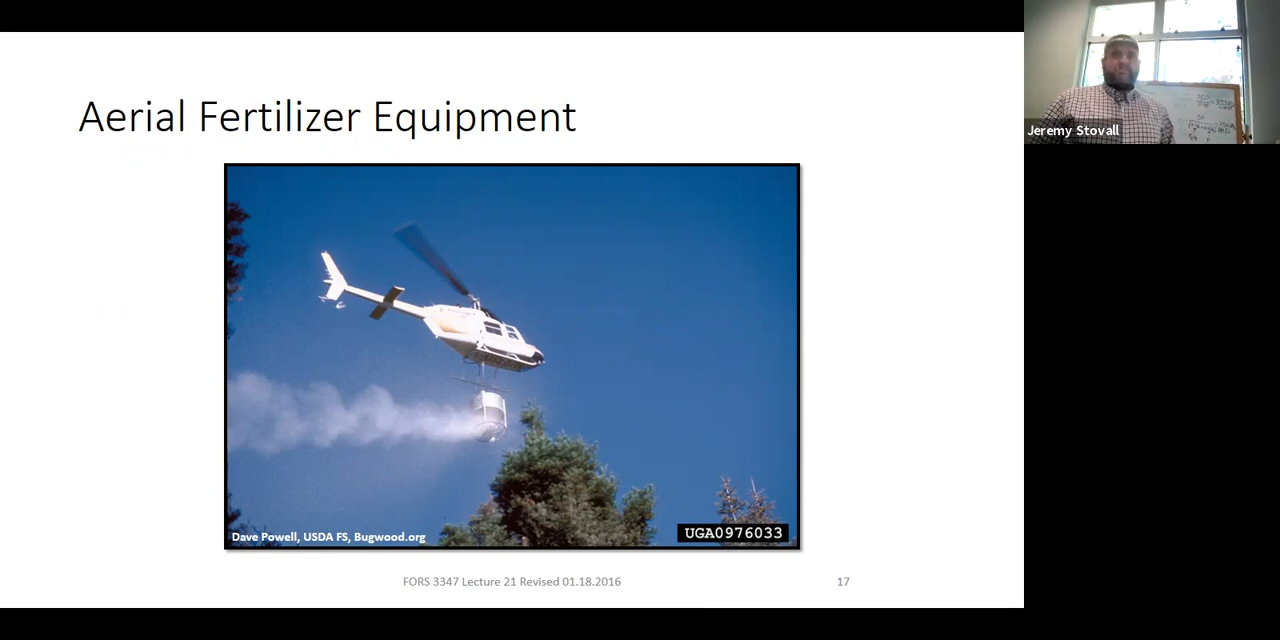 Aerial Fertilizer Equipment
Jeremy Stovall
Dave Powell, USDA FS, Bugwood.org
UGA0976033
FORS 3347 Lecture 21 Revised 01.18.2016
17